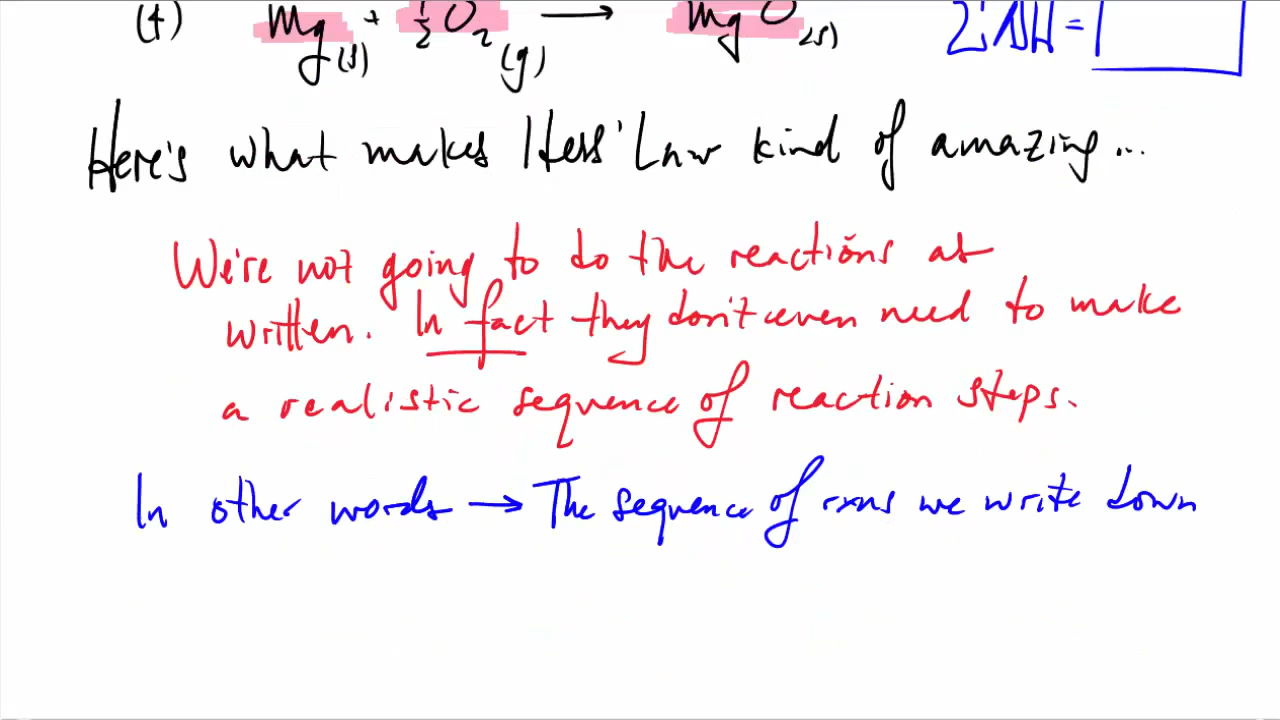 (4) Mg(s) + ½O₂(g) → MgO(s) ΣΔH =
Here's what makes Hess' Law kind of amazing...
We're not going to do the reactions as
written. In fact they don't even need to make
a realistic sequence of reaction steps.
In other words → The sequence of rxns we write down